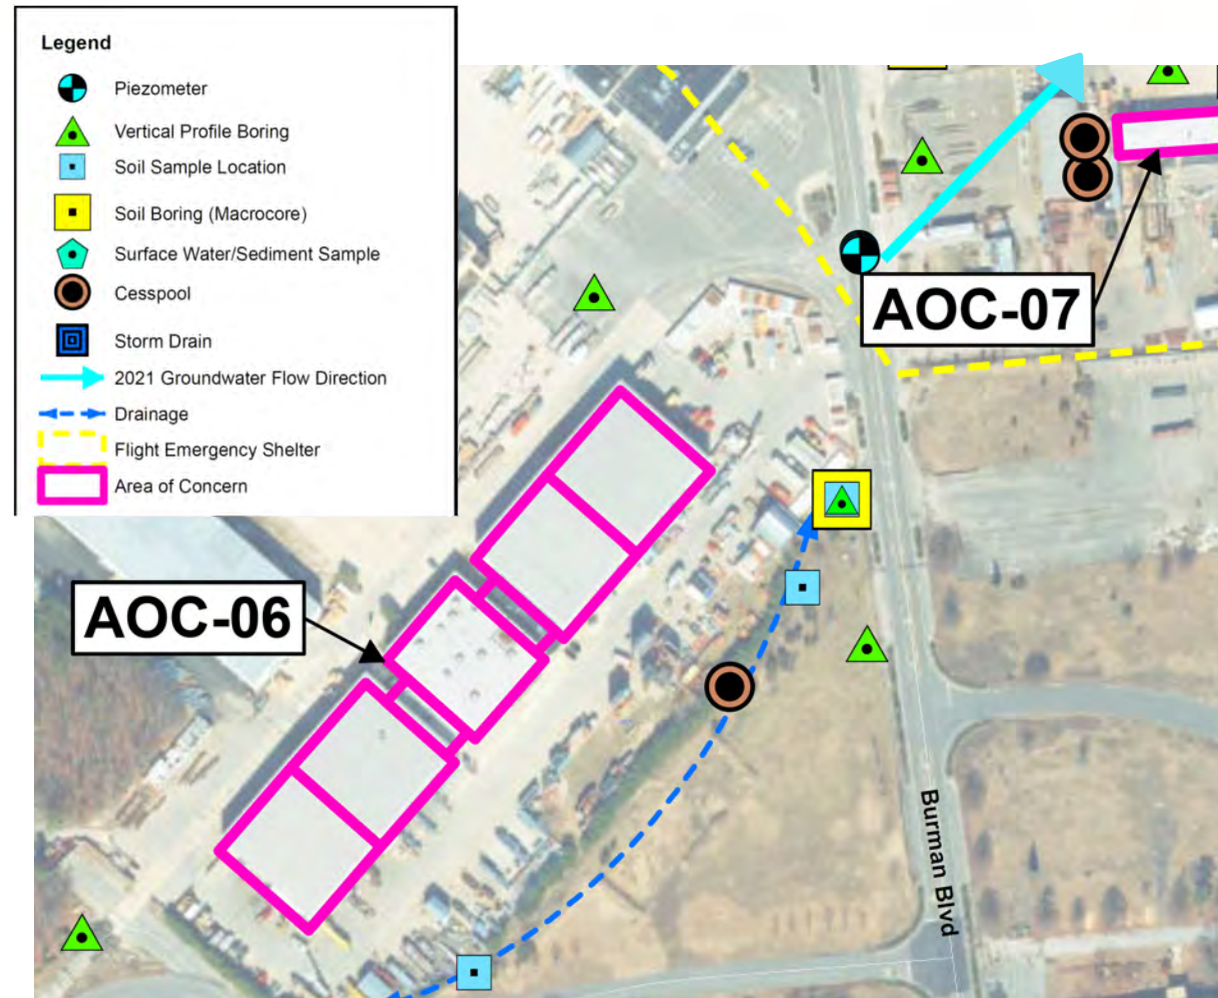 Legend
Piezometer
Vertical Profile Boring
Soil Sample Location
Soil Boring (Macrocore)
Surface Water/Sediment Sample
Cesspool
Storm Drain
2021 Groundwater Flow Direction
Drainage
Flight Emergency Shelter
Area of Concern
AOC-07
AOC-06
Burman Blvd